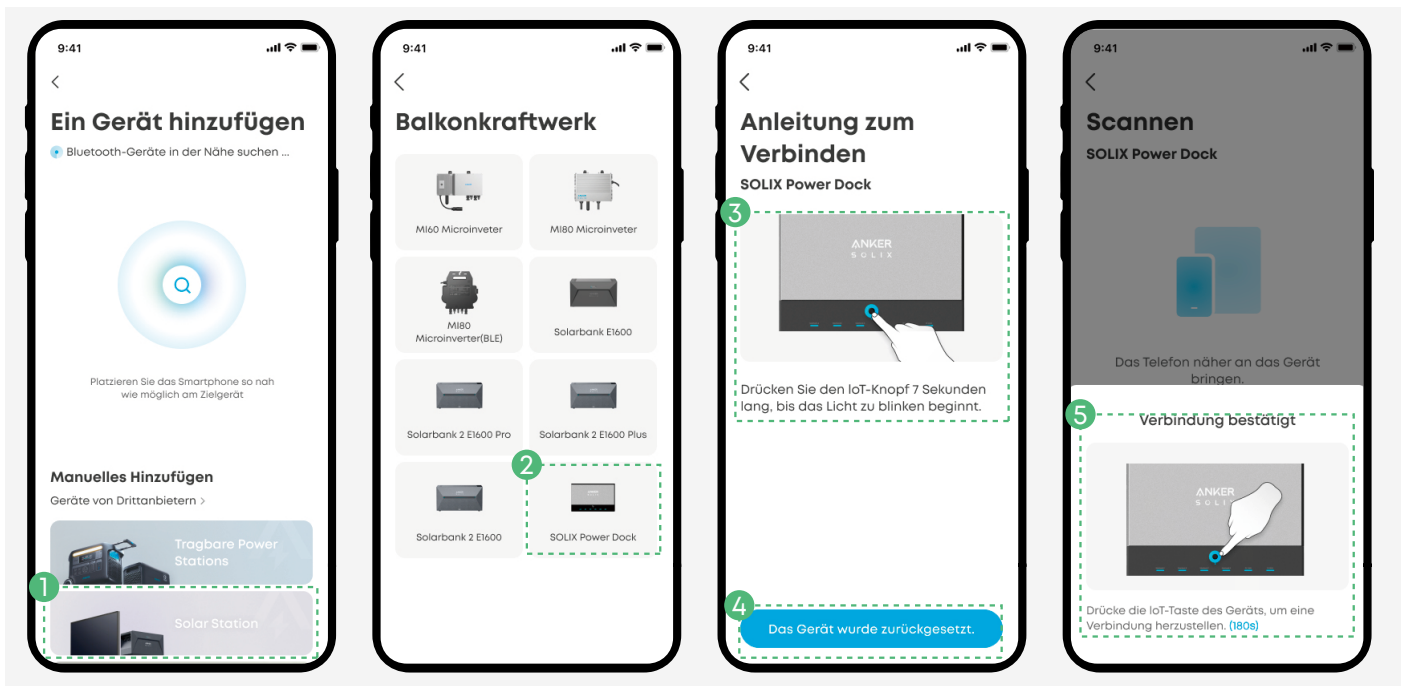 9:41
Ein Gerät hinzufügen
Bluetooth-Geräte in der Nähe suchen ...
Platzieren Sie das Smartphone so nah
wie möglich am Zielgerät
Manuelles Hinzufügen
Geräte von Drittanbietern >
Tragbare Power
Stations
1
Solar Station
9:41
Balkonkraftwerk
MI60 Microinveter
MI80 Microinveter
MI80
Microinverter(BLE)
Solarbank E1600
Solarbank 2 E1600 Pro
Solarbank 2 E1600 Plus
2
Solarbank 2 E1600
SOLIX Power Dock
9:41
Anleitung zum
Verbinden
SOLIX Power Dock
3
ANKER
SOLIX
Drücken Sie den IoT-Knopf 7 Sekunden
lang, bis das Licht zu blinken beginnt.
4
Das Gerät wurde zurückgesetzt.
9:41
Scannen
SOLIX Power Dock
Das Telefon näher an das Gerät
bringen.
5
Verbindung bestätigt
ANKER
SOLIX
Drücke die IoT-Taste des Geräts, um eine
Verbindung herzustellen. (180s)